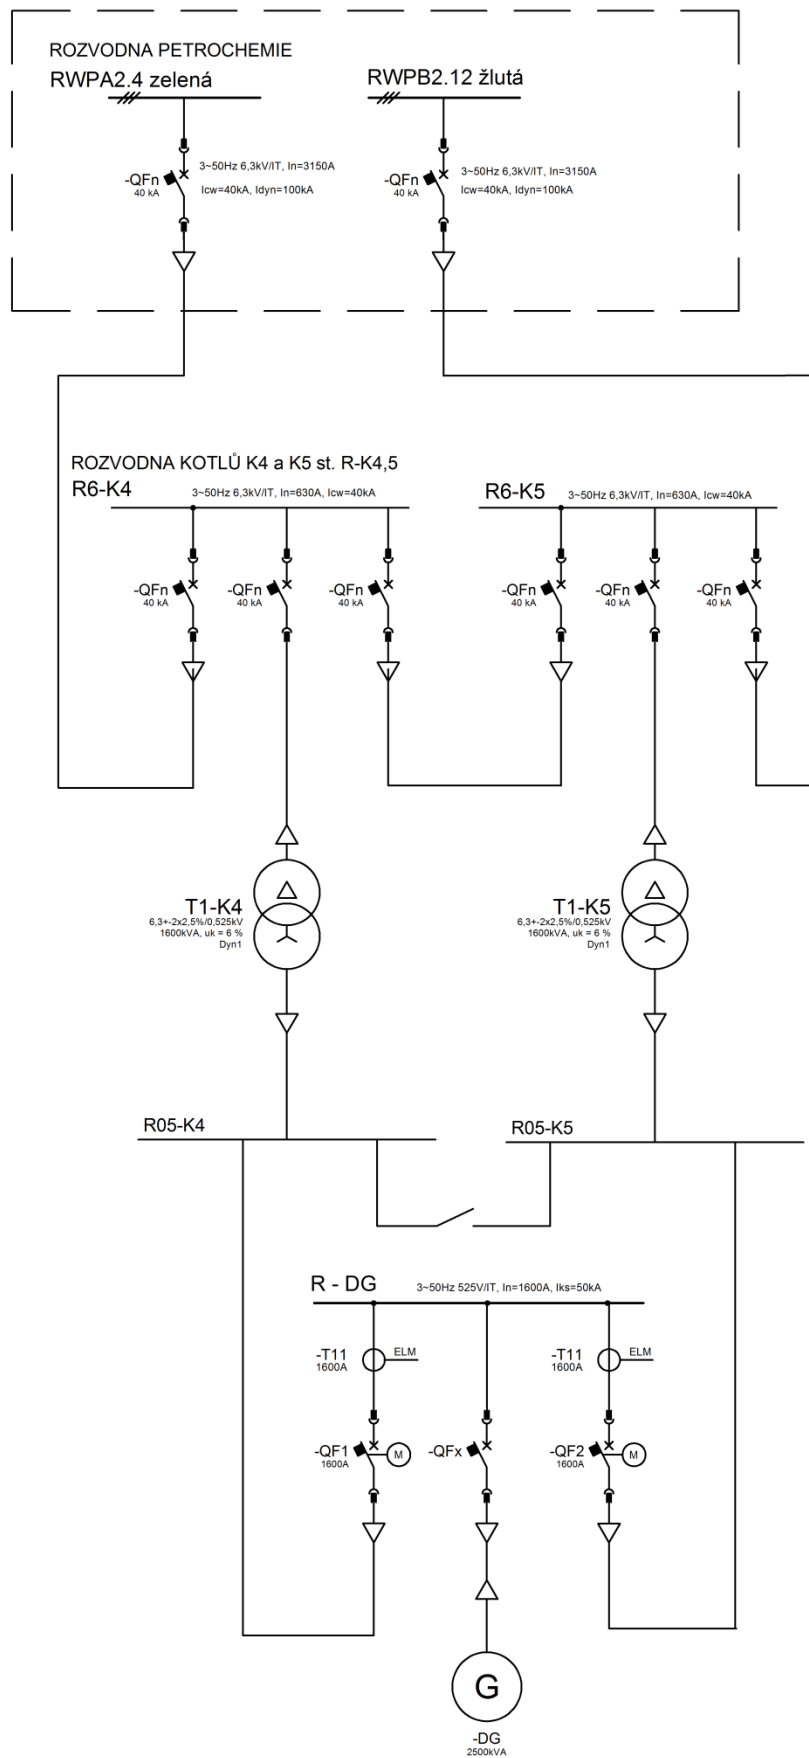 ROZVODNA PETROCHEMIE
RWPA2.4 zelená
RWPB2.12 žlutá
3~50Hz 6,3kV/IT, In=3150A
-QFn
40 kA
Icw=40kA, Idyn=100kA
3~50Hz 6,3kV/IT, In=3150A
-QFn
40 kA
Icw=40kA, Idyn=100kA
ROZVODNA KOTLŮ K4 a K5 st. R-K4,5
R6-K4
3~50Hz 6,3kV/IT, In=630A, Icw=40kA
R6-K5
3~50Hz 6,3kV/IT, In=630A, Icw=40kA
-QFn
40 kA
-QFn
40 kA
-QFn
40 kA
-QFn
40 kA
-QFn
40 kA
-QFn
40 kA
T1-K4
6,3+-2x2,5%/0,525kV
1600kVA, uk = 6 %
Dyn1
T1-K5
6,3+-2x2,5%/0,525kV
1600kVA, uk = 6 %
Dyn1
R05-K4
R05-K5
R - DG
3~50Hz 525V/IT, In=1600A, Iks=50kA
-T11
1600A
ELM
-T11
1600A
ELM
-QF1
1600A
M
-QFx
-QF2
1600A
M
G
-DG
2500kVA